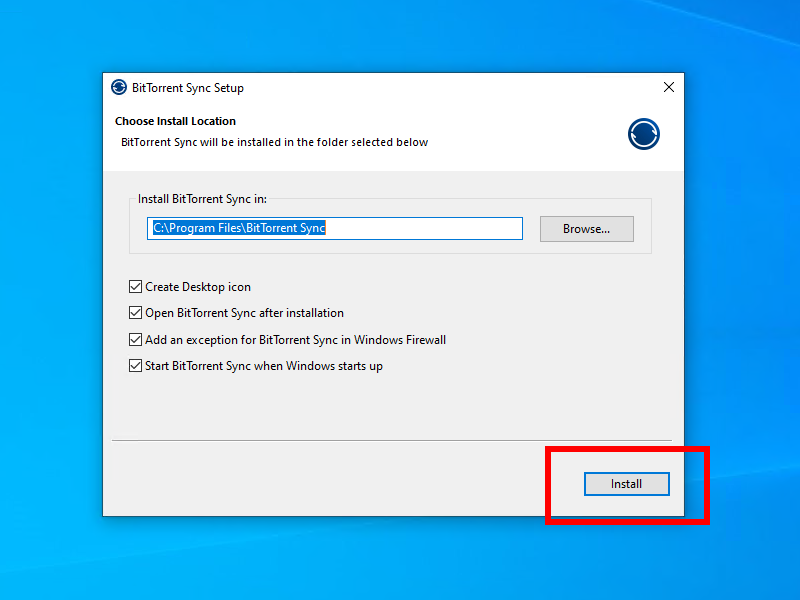 BitTorrent Sync Setup
Choose Install Location
BitTorrent Sync will be installed in the folder selected below
Install BitTorrent Sync in:
C:\Program Files\BitTorrent Sync
Browse...
Create Desktop icon
Open BitTorrent Sync after installation
Add an exception for BitTorrent Sync in Windows Firewall
Start BitTorrent Sync when Windows starts up
Install